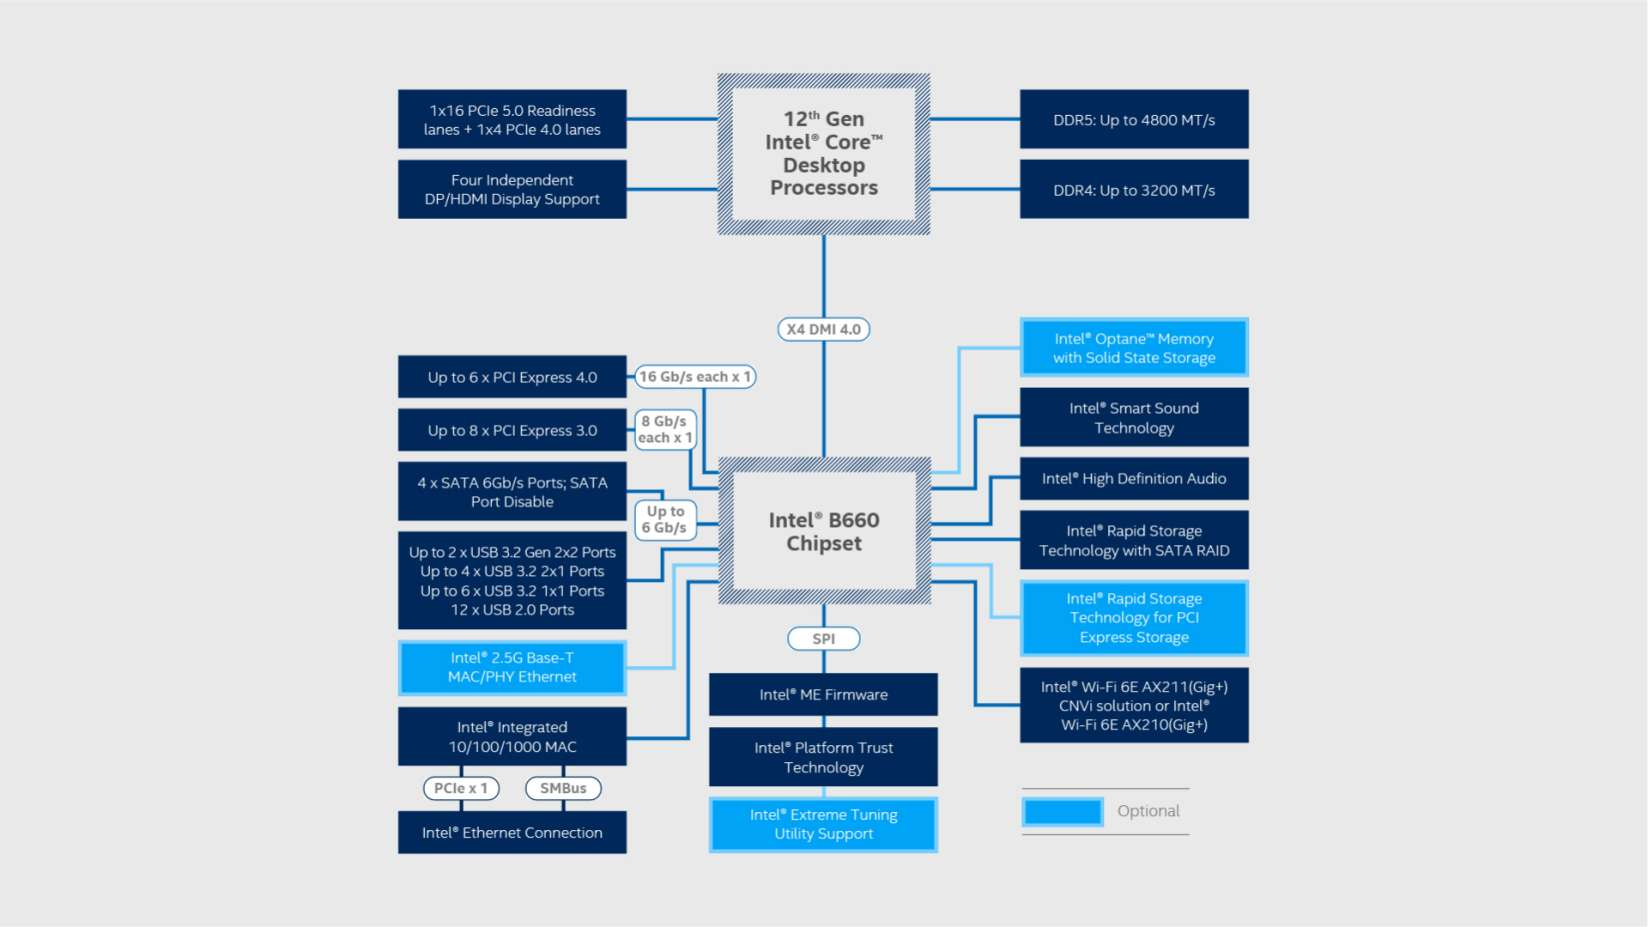 1x16 PCIe 5.0 Readiness
lanes + 1x4 PCIe 4.0 lanes
Four Independent
DP/HDMI Display Support
12th Gen
Intel® Core™
Desktop
Processors
DDR5: Up to 4800 MT/s
DDR4: Up to 3200 MT/s
X4 DMI 4.0
Up to 6 x PCI Express 4.0
16 Gb/s each x 1
Up to 8 x PCI Express 3.0
8 Gb/s
each x 1
4 x SATA 6Gb/s Ports; SATA
Port Disable
Up to
6 Gb/s
Up to 2 x USB 3.2 Gen 2x2 Ports
Up to 4 x USB 3.2 2x1 Ports
Up to 6 x USB 3.2 1x1 Ports
12 x USB 2.0 Ports
Intel® 2.5G Base-T
MAC/PHY Ethernet
Intel® Integrated
10/100/1000 MAC
PCIe x 1
SMBus
Intel® Ethernet Connection
Intel® B660
Chipset
SPI
Intel® ME Firmware
Intel® Platform Trust
Technology
Intel® Extreme Tuning
Utility Support
Intel® Optane™ Memory
with Solid State Storage
Intel® Smart Sound
Technology
Intel® High Definition Audio
Intel® Rapid Storage
Technology with SATA RAID
Intel® Rapid Storage
Technology for PCI
Express Storage
Intel® Wi-Fi 6E AX211(Gig+)
CNVi solution or Intel®
Wi-Fi 6E AX210(Gig+)
Optional